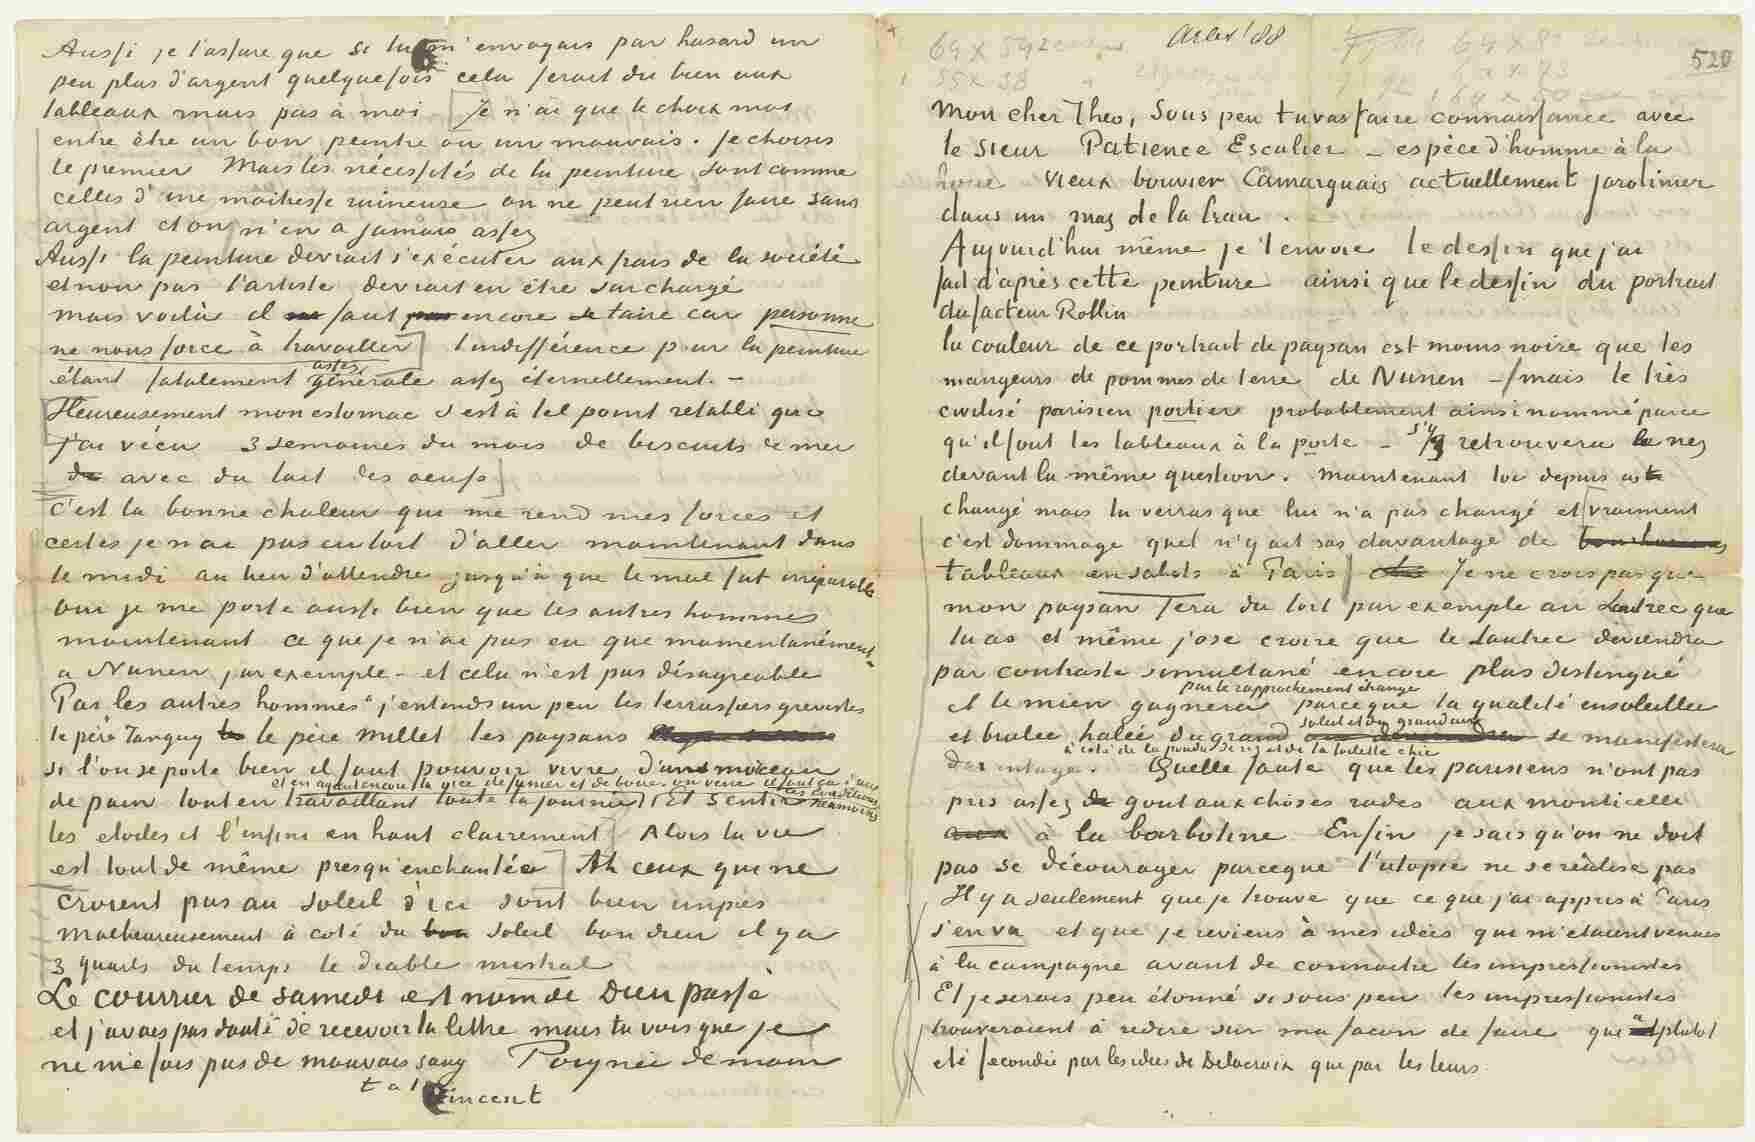 Aussi je t'assure que si tu m'envoyais par hasard un
peu plus d'argent quelquefois cela ferait du bien aux
tableaux mais pas à moi. Je n'ai que le choix moi
entre être un bon peintre ou un mauvais. Je choisis
le premier Mais les nécessités de la peinture sont comme
celles d'une maitresse ruineuse on ne peut rien faire sans
argent et on n'en a jamais assez
Aussi la peinture devrait s'exécuter aux frais de la société
et non pas l'artiste devrait en être surchargé
mais voilà il faut encore se taire car personne
ne nous force à travailler l'indifférence pour la peinture
étant fatalement assez générale assez éternellement. –
Heureusement mon estomac s'est à tel point retabli que
j'ai vécu 3 semaines du mois de biscuits de mer
de avec du lait des oeufs
c'est la bonne chaleur qui me rend mes forces et
certes je n'ai pas eu tort d'aller maintenant dans
le midi au lieu d'attendre jusqu'à que le mal fut irréparable
oui je me porte aussi bien que les autres hommes
maintenant ce que je n'ai pas eu que momentanément
a Nunen par exemple – et cela n'est pas désagreable
Par les autres hommes j'entends un peu les terrassiers grevistes
le père Tanguy le père Millet les paysans
si l'on se porte bien il faut pouvoir vivre d'un morceau
et en ayant encore la force de fumer et de boire. on verre il faut ça dans ces conditions
de pain tout en travaillant toute la journée Et sentir néanmoins
les etoiles et l'infini en haut clairement Alors la vie
est tout de même presqu'enchantée Ah ceux qui ne
croient pas au soleil d'ici sont bien impies
Malheureusement à coté du bon soleil bon dieu il y a
3 quarts du temps le diable mistral
Le courrier de samedi est nom de Dieu passé
et j'avais pas douté de recevoir ta lettre mais tu vois que je
ne me fais pas de mauvais sang Poignée de main
t. à t.
Vincent
64 x 54
Arles '88
520
55 x 38
Mon cher Theo, Sous peu tu vas faire connaissance avec
le sieur Patience Escalier – espèce d'homme à la
houe vieux bouvier Camarguais actuellement jardinier
dans un mas de la Crau.
Aujourd'hui même je t'envoie le dessin que j'ai
fait d'après cette peinture ainsi que le dessin du portrait
du facteur Rollin
la couleur de ce portrait de paysan est moins noire que les
mangeurs de pommes de terre de Nunen – mais le très
civilisé parisien portier probablement ainsi nommé parce
qu'il fout les tableaux à la porte – s'y retrouvera le nez
devant la même question. maintenant toi depuis as
changé mais tu verras que lui n'a pas changé et vraiment
c'est dommage quil n'y ait pas davantage de
tableaux en sabots à Paris Je ne crois pas que
mon paysan fera du tort par exemple au Lautrec que
tu as et même j'ose croire que le Lautrec deviendra
par contraste simultané encore plus distingué
et le mien gagnera par le rapprochement étrange parceque la qualité ensoleillée
et brulée halée du grand soleil et du grand air se manifestera
davantage. à coté de la poudre de riz et de la toilette chic Quelle faute que les parisiens n'ont pas
pris assez de gout aux choses rudes aux Monticelli
aux à la barbotine Enfin je sais qu'on ne doit
pas se décourager parceque l'utopie ne se réalise pas
Il y a seulement que je trouve que ce que j'ai appris à Paris
s'en va et que je reviens à mes idées qui m'étaient venues
à la campagne avant de connaitre les impressionistes
Et je serais peu étonné si sous peu les impressionistes
trouveraient à redire sur ma façon de faire qui a plutot
été fécondée par les idées de Delacroix que par les leurs.